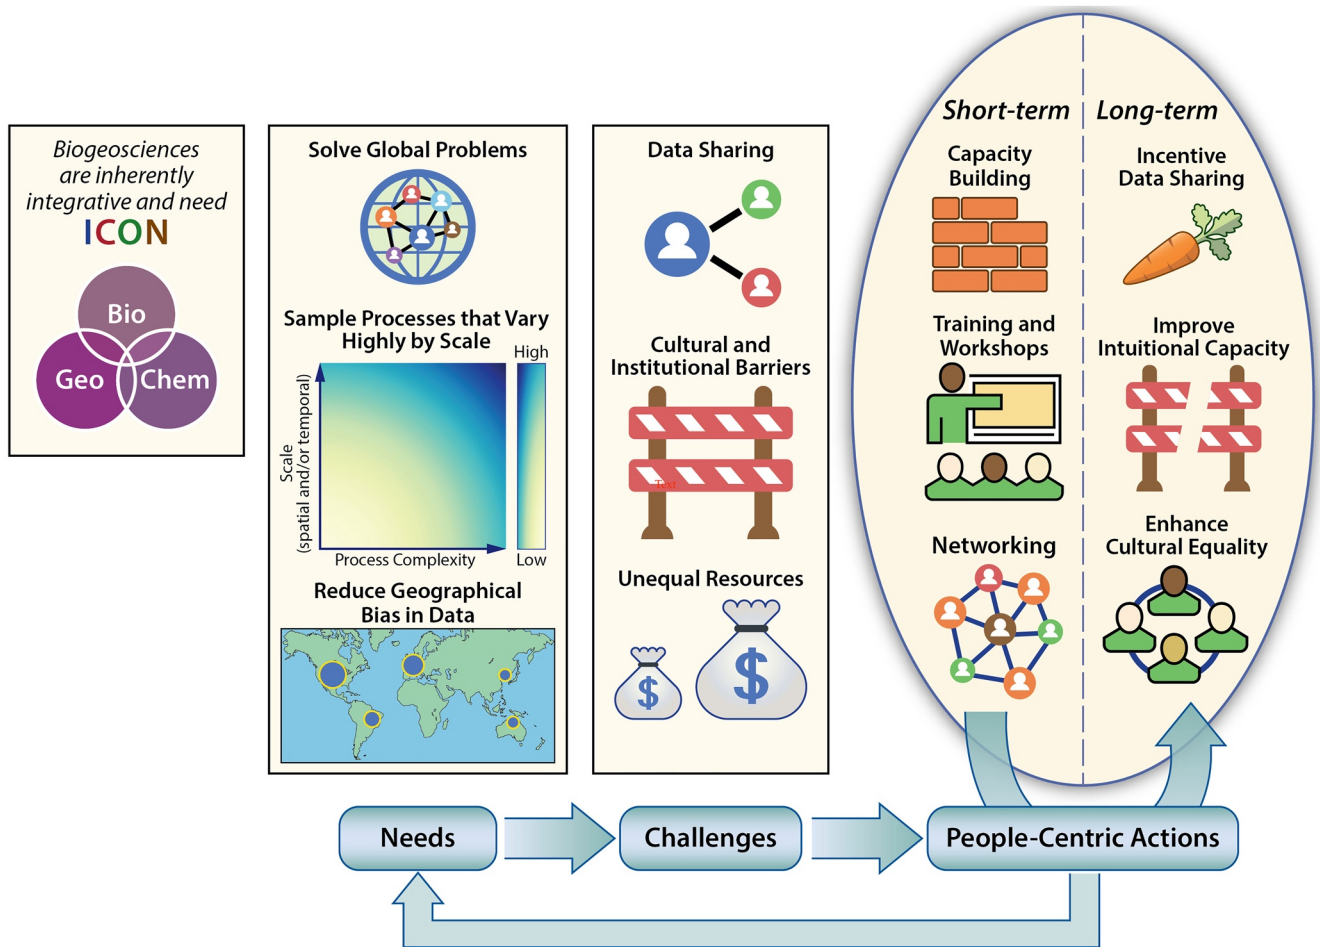 Biogeosciences
are inherently
integrative and need
ICON
Bio
Geo
Chem
Solve Global Problems
Sample Processes that Vary
Highly by Scale
High
Scale
(spatial and/or temporal)
Process Complexity
Low
Reduce Geographical
Bias in Data
Data Sharing
Cultural and
Institutional Barriers
Text
Unequal Resources
$
$
Short-term
Capacity
Building
Training and
Workshops
Networking
Long-term
Incentive
Data Sharing
Improve
Intuitional Capacity
Enhance
Cultural Equality
Needs
Challenges
People-Centric Actions